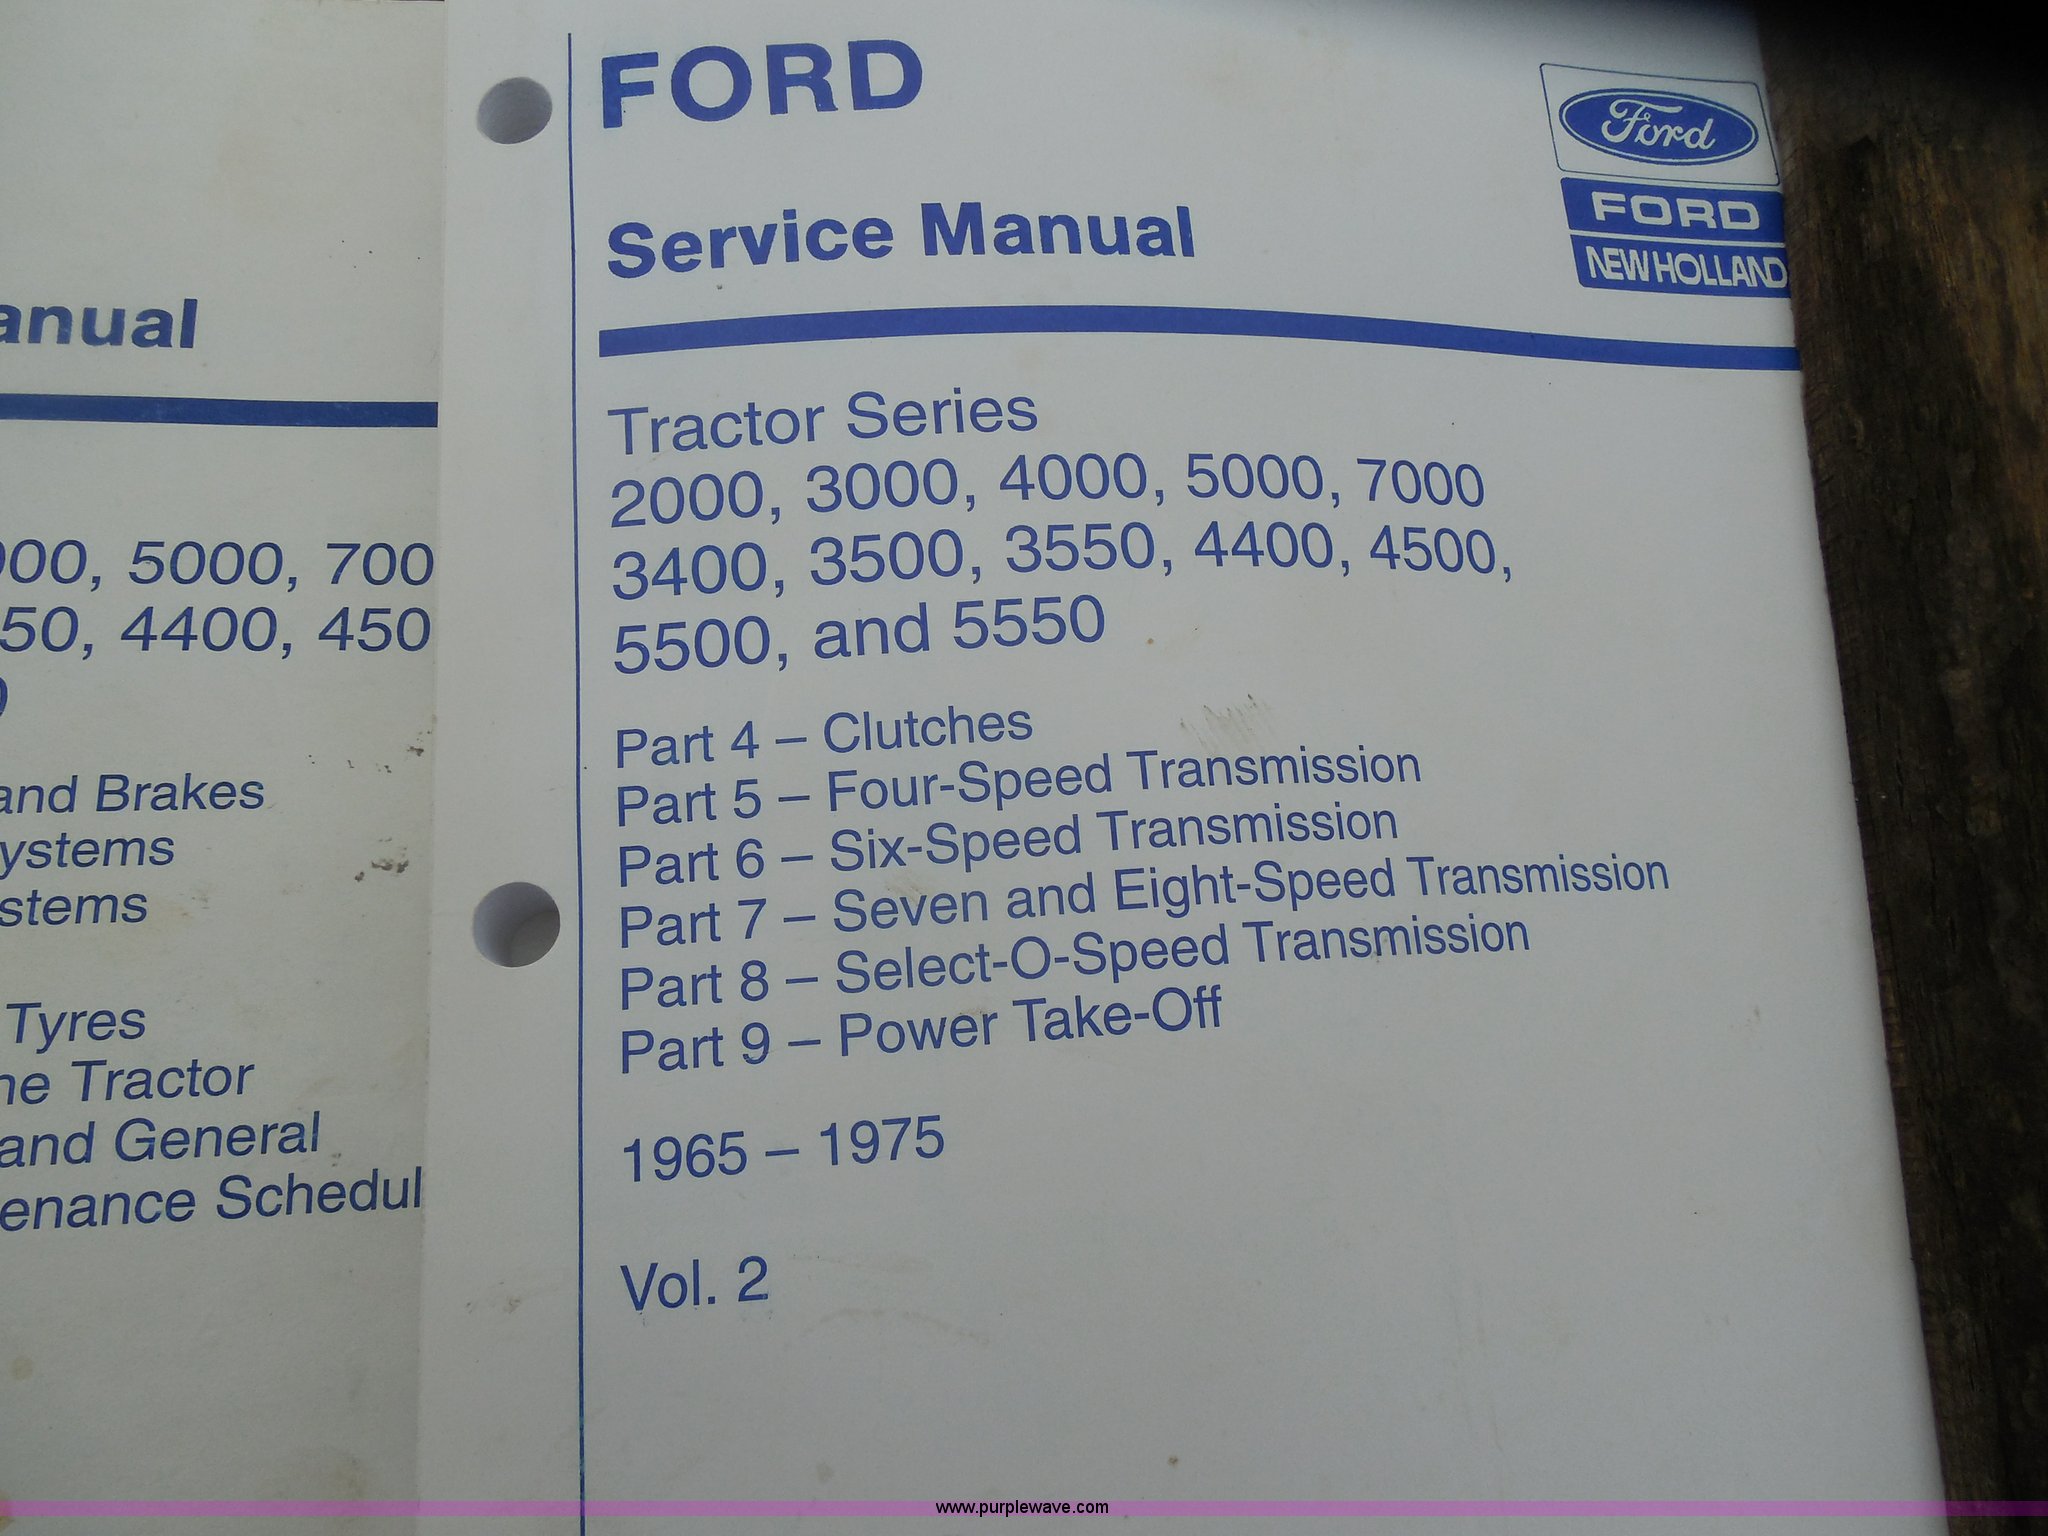 anual
00, 5000, 700
50, 4400, 450
and Brakes
ystems
stems
Tyres
ne Tractor
and General
enance Schedul
FORD
Service Manual
Ford
FORD
NEW HOLLAND
Tractor Series
2000, 3000, 4000, 5000, 7000
3400, 3500, 3550, 4400, 4500,
5500, and 5550
Part 4 – Clutches
Part 5 – Four-Speed Transmission
Part 6 – Six-Speed Transmission
Part 7 – Seven and Eight-Speed Transmission
Part 8 – Select-O-Speed Transmission
Part 9 – Power Take-Off
1965 – 1975
Vol. 2
www.purplewave.com